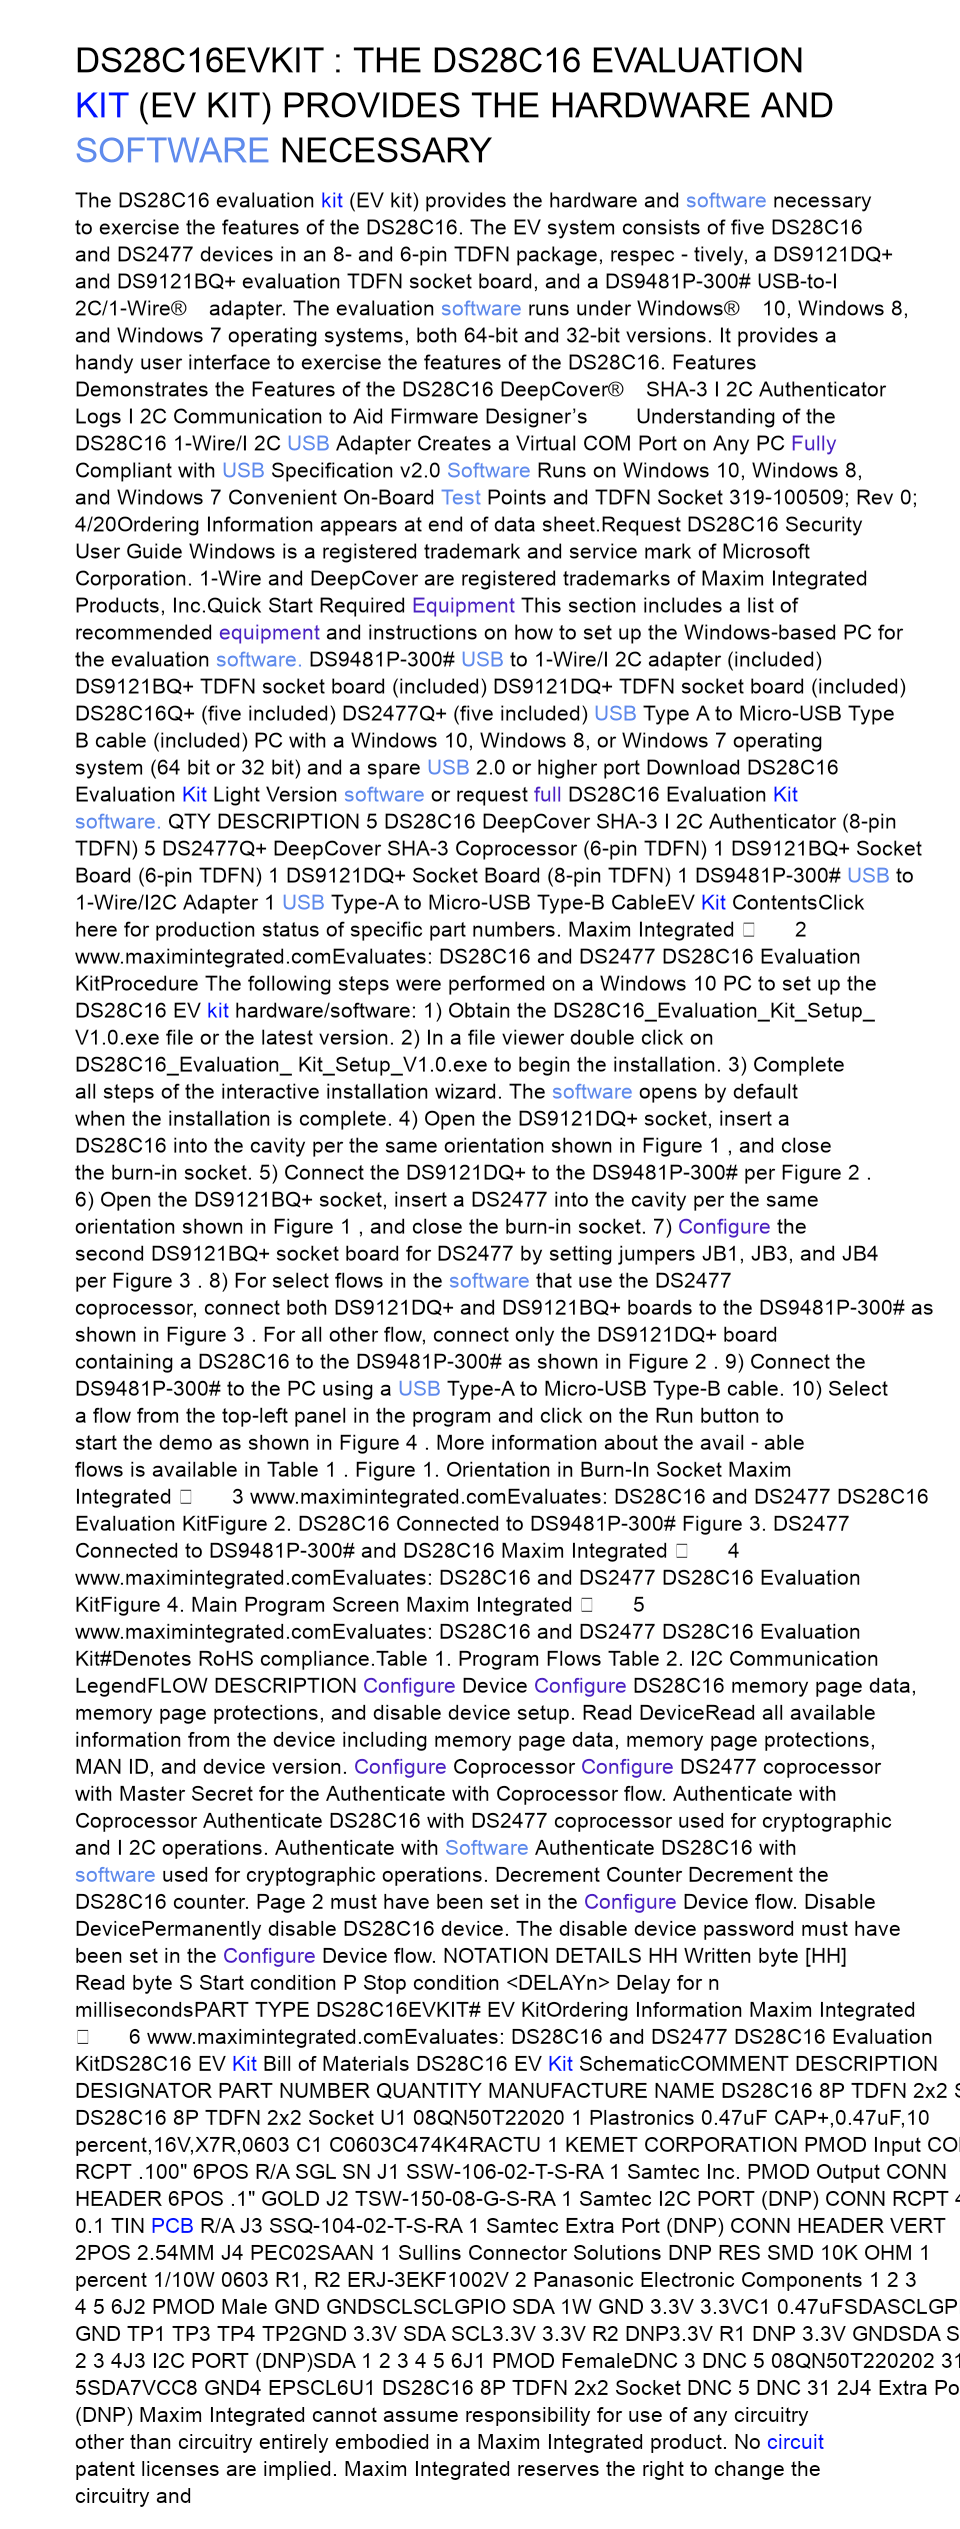 DS28C16EVKIT : THE DS28C16 EVALUATION
KIT (EV KIT) PROVIDES THE HARDWARE AND
SOFTWARE NECESSARY
The DS28C16 evaluation kit (EV kit) provides the hardware and software necessary
to exercise the features of the DS28C16. The EV system consists of five DS28C16
and DS2477 devices in an 8- and 6-pin TDFN package, respec - tively, a DS9121DQ+
and DS9121BQ+ evaluation TDFN socket board, and a DS9481P-300# USB-to-I
2C/1-Wire® adapter. The evaluation software runs under Windows® 10, Windows 8,
and Windows 7 operating systems, both 64-bit and 32-bit versions. It provides a
handy user interface to exercise the features of the DS28C16. Features
Demonstrates the Features of the DS28C16 DeepCover® SHA-3 I 2C Authenticator
Logs I 2C Communication to Aid Firmware Designer's Understanding of the
DS28C16 1-Wire/I 2C USB Adapter Creates a Virtual COM Port on Any PC Fully
Compliant with USB Specification v2.0 Software Runs on Windows 10, Windows 8,
and Windows 7 Convenient On-Board Test Points and TDFN Socket 319-100509; Rev 0;
4/20Ordering Information appears at end of data sheet.Request DS28C16 Security
User Guide Windows is a registered trademark and service mark of Microsoft
Corporation. 1-Wire and DeepCover are registered trademarks of Maxim Integrated
Products, Inc.Quick Start Required Equipment This section includes a list of
recommended equipment and instructions on how to set up the Windows-based PC for
the evaluation software. DS9481P-300# USB to 1-Wire/I 2C adapter (included)
DS9121BQ+ TDFN socket board (included) DS9121DQ+ TDFN socket board (included)
DS28C16Q+ (five included) DS2477Q+ (five included) USB Type A to Micro-USB Type
B cable (included) PC with a Windows 10, Windows 8, or Windows 7 operating
system (64 bit or 32 bit) and a spare USB 2.0 or higher port Download DS28C16
Evaluation Kit Light Version software or request full DS28C16 Evaluation Kit
software. QTY DESCRIPTION 5 DS28C16 DeepCover SHA-3 I 2C Authenticator (8-pin
TDFN) 5 DS2477Q+ DeepCover SHA-3 Coprocessor (6-pin TDFN) 1 DS9121BQ+ Socket
Board (6-pin TDFN) 1 DS9121DQ+ Socket Board (8-pin TDFN) 1 DS9481P-300# USB to
1-Wire/I2C Adapter 1 USB Type-A to Micro-USB Type-B CableEV Kit ContentsClick
here for production status of specific part numbers. Maxim Integrated 2
www.maximintegrated.comEvaluates: DS28C16 and DS2477 DS28C16 Evaluation
KitProcedure The following steps were performed on a Windows 10 PC to set up the
DS28C16 EV kit hardware/software: 1) Obtain the DS28C16_Evaluation_Kit_Setup_
V1.0.exe file or the latest version. 2) In a file viewer double click on
DS28C16_Evaluation_ Kit_Setup_V1.0.exe to begin the installation. 3) Complete
all steps of the interactive installation wizard. The software opens by default
when the installation is complete. 4) Open the DS9121DQ+ socket, insert a
DS28C16 into the cavity per the same orientation shown in Figure 1 , and close
the burn-in socket. 5) Connect the DS9121DQ+ to the DS9481P-300# per Figure 2 .
6) Open the DS9121BQ+ socket, insert a DS2477 into the cavity per the same
orientation shown in Figure 1 , and close the burn-in socket. 7) Configure the
second DS9121BQ+ socket board for DS2477 by setting jumpers JB1, JB3, and JB4
per Figure 3 . 8) For select flows in the software that use the DS2477
coprocessor, connect both DS9121DQ+ and DS9121BQ+ boards to the DS9481P-300# as
shown in Figure 3 . For all other flow, connect only the DS9121DQ+ board
containing a DS28C16 to the DS9481P-300# as shown in Figure 2 . 9) Connect the
DS9481P-300# to the PC using a USB Type-A to Micro-USB Type-B cable. 10) Select
a flow from the top-left panel in the program and click on the Run button to
start the demo as shown in Figure 4 . More information about the avail - able
flows is available in Table 1 . Figure 1. Orientation in Burn-In Socket Maxim
Integrated 3 www.maximintegrated.comEvaluates: DS28C16 and DS2477 DS28C16
Evaluation KitFigure 2. DS28C16 Connected to DS9481P-300# Figure 3. DS2477
Connected to DS9481P-300# and DS28C16 Maxim Integrated 4
www.maximintegrated.comEvaluates: DS28C16 and DS2477 DS28C16 Evaluation
KitFigure 4. Main Program Screen Maxim Integrated 5
www.maximintegrated.comEvaluates: DS28C16 and DS2477 DS28C16 Evaluation
Kit#Denotes RoHS compliance.Table 1. Program Flows Table 2. I2C Communication
LegendFLOW DESCRIPTION Configure Device Configure DS28C16 memory page data,
memory page protections, and disable device setup. Read DeviceRead all available
information from the device including memory page data, memory page protections,
MAN ID, and device version. Configure Coprocessor Configure DS2477 coprocessor
with Master Secret for the Authenticate with Coprocessor flow. Authenticate with
Coprocessor Authenticate DS28C16 with DS2477 coprocessor used for cryptographic
and I 2C operations. Authenticate with Software Authenticate DS28C16 with
software used for cryptographic operations. Decrement Counter Decrement the
DS28C16 counter. Page 2 must have been set in the Configure Device flow. Disable
DevicePermanently disable DS28C16 device. The disable device password must have
been set in the Configure Device flow. NOTATION DETAILS HH Written byte [HH]
Read byte S Start condition P Stop condition <DELAYn> Delay for n
millisecondsPART TYPE DS28C16EVKIT# EV KitOrdering Information Maxim Integrated
6 www.maximintegrated.comEvaluates: DS28C16 and DS2477 DS28C16 Evaluation
KitDS28C16 EV Kit Bill of Materials DS28C16 EV Kit SchematicCOMMENT DESCRIPTION
DESIGNATOR PART NUMBER QUANTITY MANUFACTURE NAME DS28C16 8P TDFN 2x2 S
DS28C16 8P TDFN 2x2 Socket U1 08QN50T22020 1 Plastronics 0.47uF CAP+,0.47uF,10
percent,16V,X7R,0603 C1 C0603C474K4RACTU 1 KEMET CORPORATION PMOD Input CO
RCPT .100" 6POS R/A SGL SN J1 SSW-106-02-T-S-RA 1 Samtec Inc. PMOD Output CONN
HEADER 6POS .1" GOLD J2 TSW-150-08-G-S-RA 1 Samtec I2C PORT (DNP) CONN RCPT 4
0.1 TIN PCB R/A J3 SSQ-104-02-T-S-RA 1 Samtec Extra Port (DNP) CONN HEADER VERT
2POS 2.54MM J4 PEC02SAAN 1 Sullins Connector Solutions DNP RES SMD 10K OHM 1
percent 1/10W 0603 R1, R2 ERJ-3EKF1002V 2 Panasonic Electronic Components 1 2 3
4 5 6J2 PMOD Male GND GNDSCLSCLGPIO SDA 1W GND 3.3V 3.3VC1 0.47uFSDASCLGP
GND TP1 TP3 TP4 TP2GND 3.3V SDA SCL3.3V 3.3V R2 DNP3.3V R1 DNP 3.3V GNDSDA S
2 3 4J3 I2C PORT (DNP)SDA 1 2 3 4 5 6J1 PMOD FemaleDNC 3 DNC 5 08QN50T220202 31
5SDA7VCC8 GND4 EPSCL6U1 DS28C16 8P TDFN 2x2 Socket DNC 5 DNC 31 2J4 Extra Po
(DNP) Maxim Integrated cannot assume responsibility for use of any circuitry
other than circuitry entirely embodied in a Maxim Integrated product. No circuit
patent licenses are implied. Maxim Integrated reserves the right to change the
circuitry and